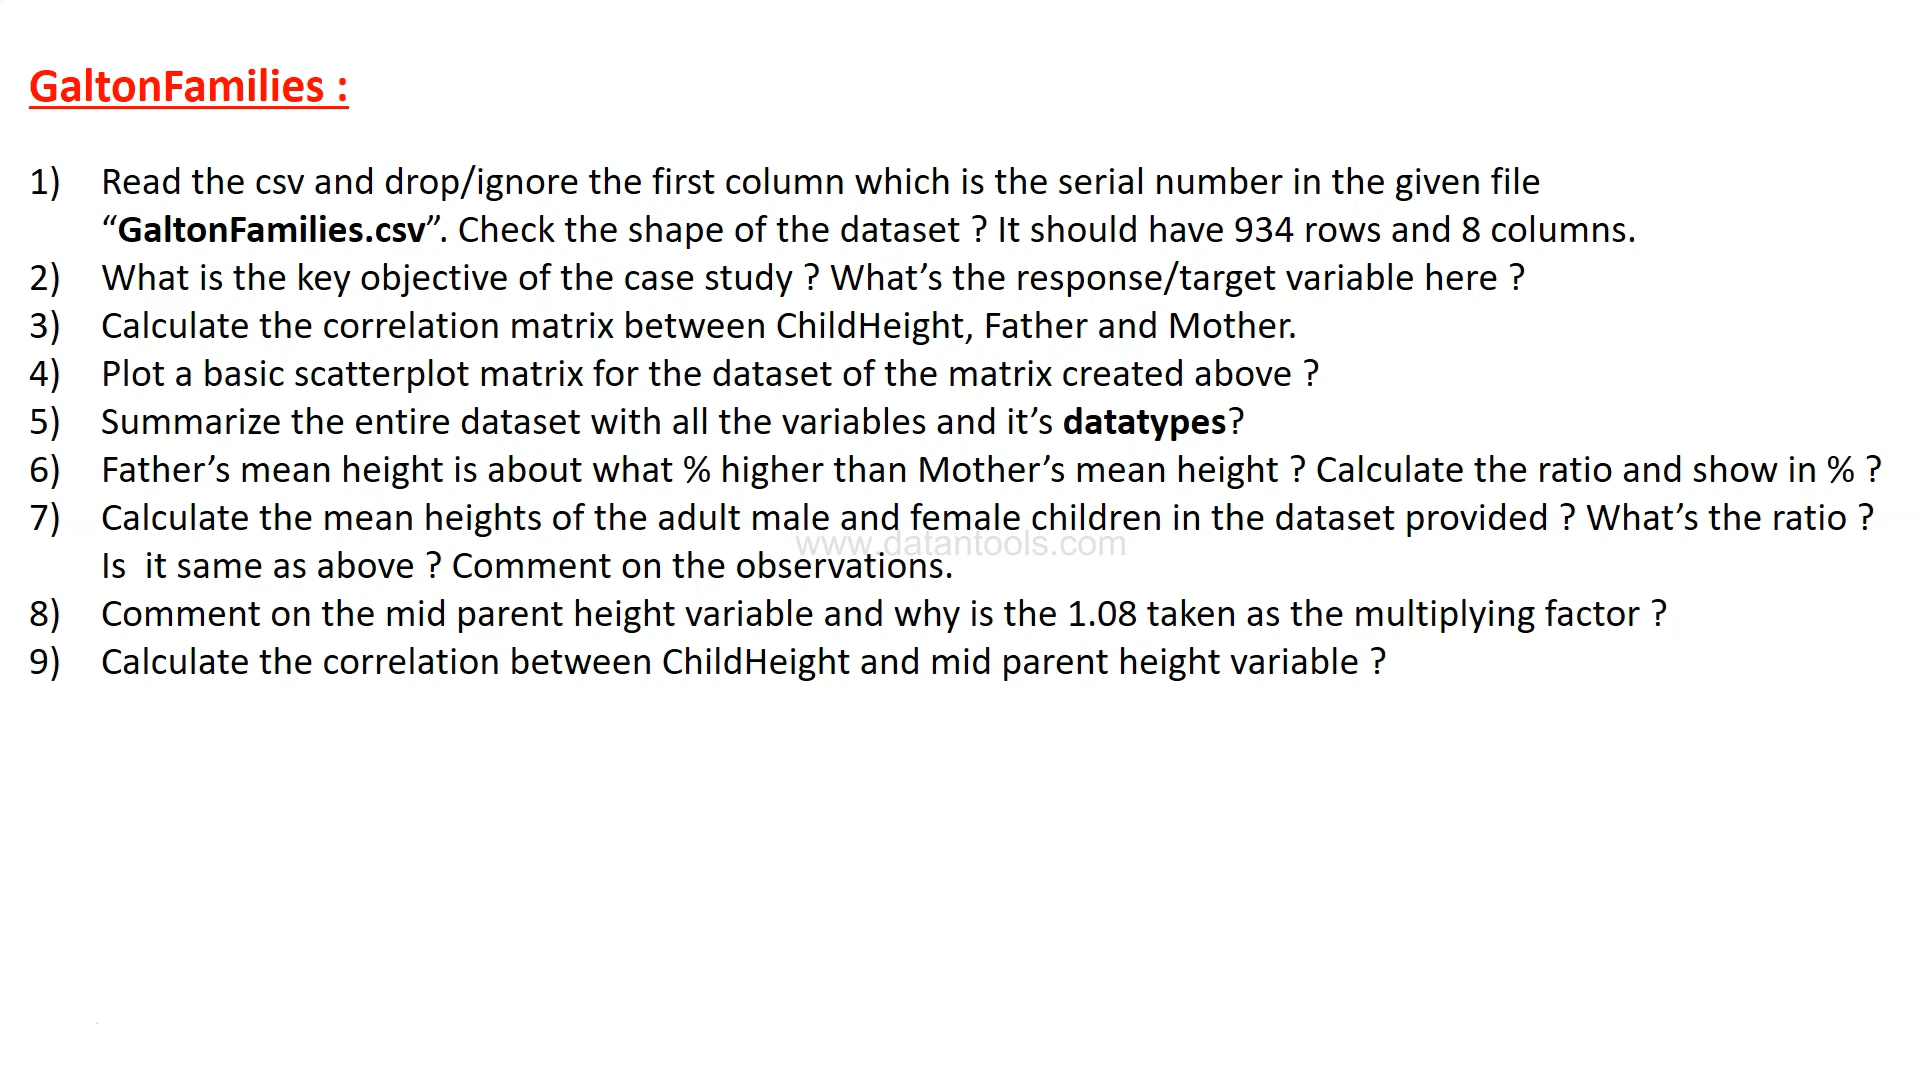 GaltonFamilies :
1) Read the csv and drop/ignore the first column which is the serial number in the given file
“GaltonFamilies.csv”. Check the shape of the dataset ? It should have 934 rows and 8 columns.
2) What is the key objective of the case study ? What’s the response/target variable here ?
3) Calculate the correlation matrix between ChildHeight, Father and Mother.
4) Plot a basic scatterplot matrix for the dataset of the matrix created above ?
5) Summarize the entire dataset with all the variables and it’s datatypes?
6) Father’s mean height is about what % higher than Mother’s mean height ? Calculate the ratio and show in % ?
7) Calculate the mean heights of the adult male and female children in the dataset provided ? What’s the ratio ?
www.datantools.com
Is  it same as above ? Comment on the observations.
8) Comment on the mid parent height variable and why is the 1.08 taken as the multiplying factor ?
9) Calculate the correlation between ChildHeight and mid parent height variable ?